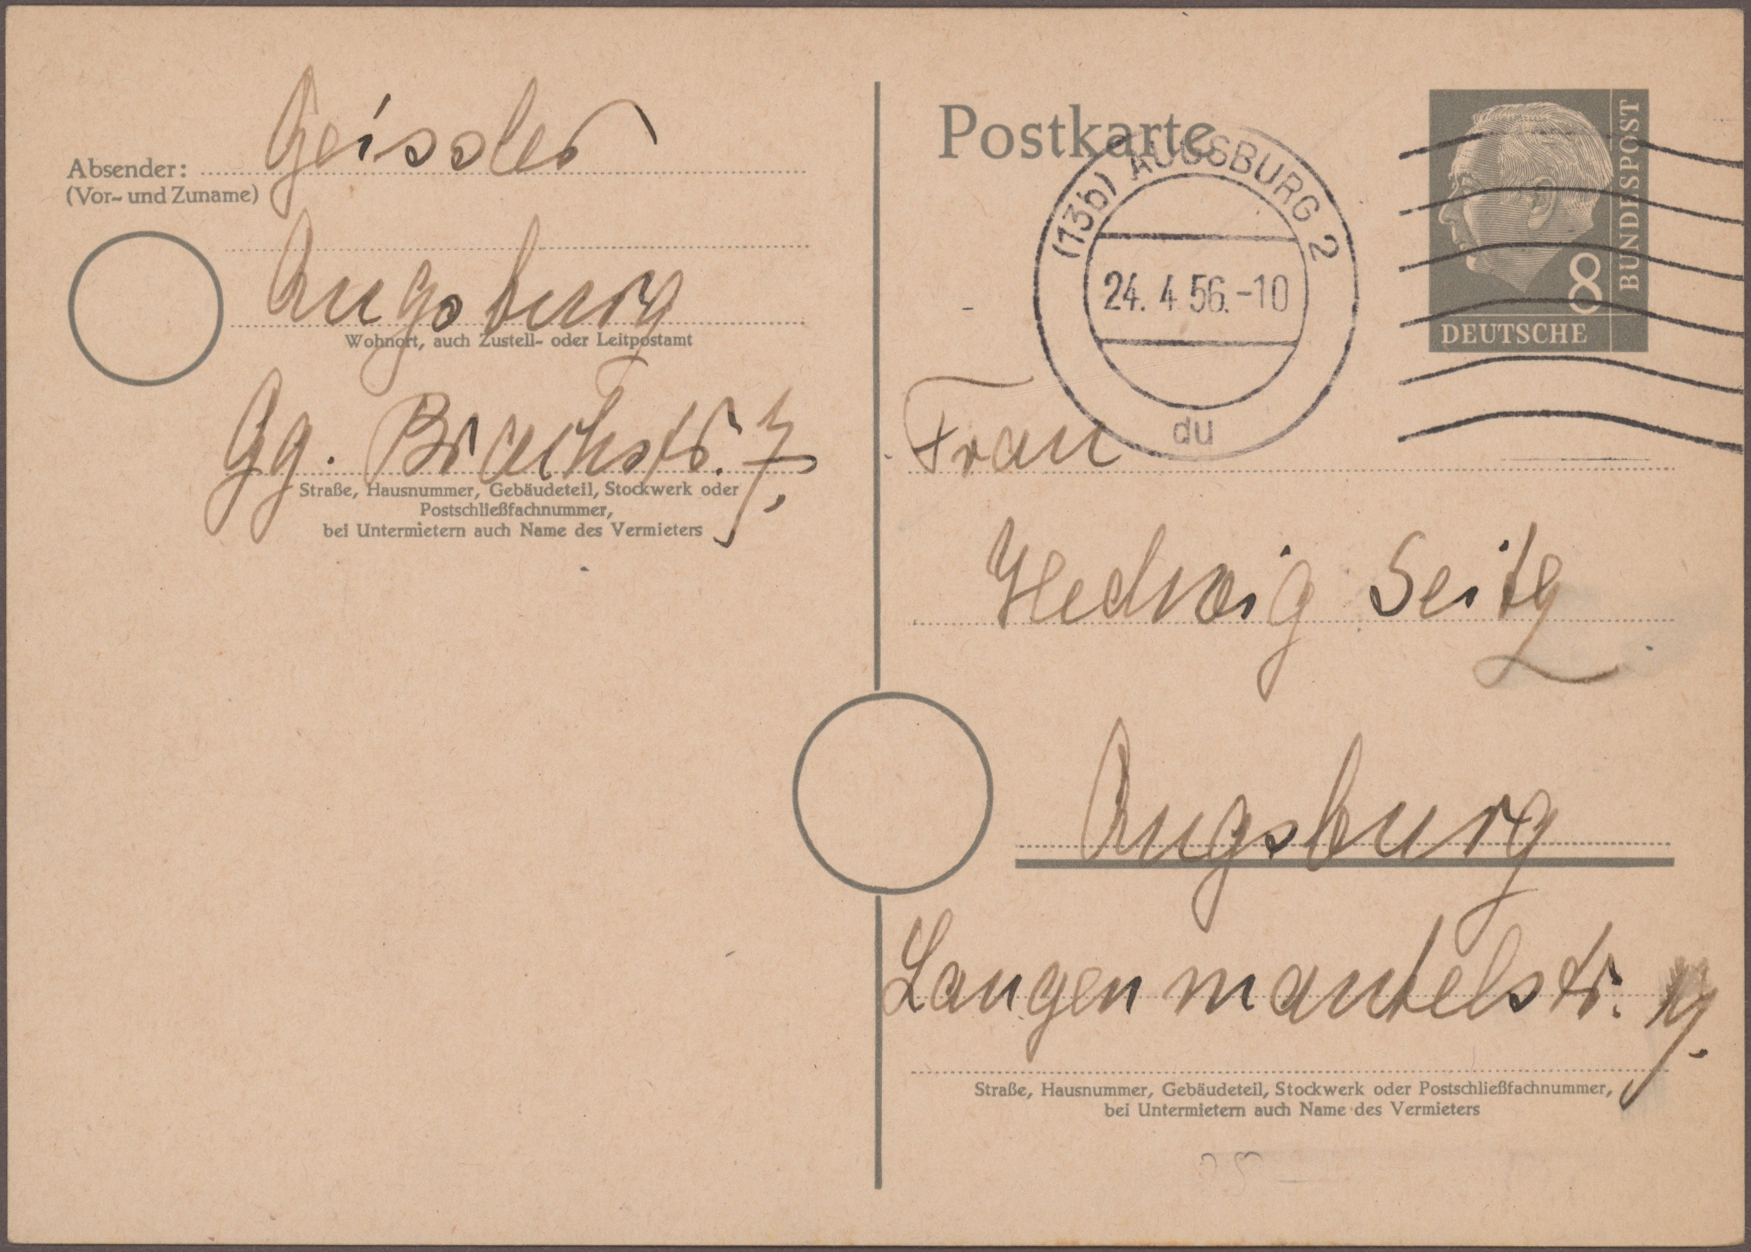 Geissler
Absender:
(Vor- und Zuname)
Augsburg
Wohnort, auch Zustell- oder Leitpostamt
Gg. Brachstr. 7,
Straße, Hausnummer, Gebäudeteil, Stockwerk oder
Postschließfachnummer,
bei Untermietern auch Name des Vermieters
Postkarte
(13b) AUGSBURG 2
24. 4. 56.-10
du
8
BUNDESPOST
DEUTSCHE
Frau
Hedwig Seitz
Augsburg
Langenmantelstr.
Straße, Hausnummer, Gebäudeteil, Stockwerk oder Postschließfachnummer,
bei Untermietern auch Name des Vermieters